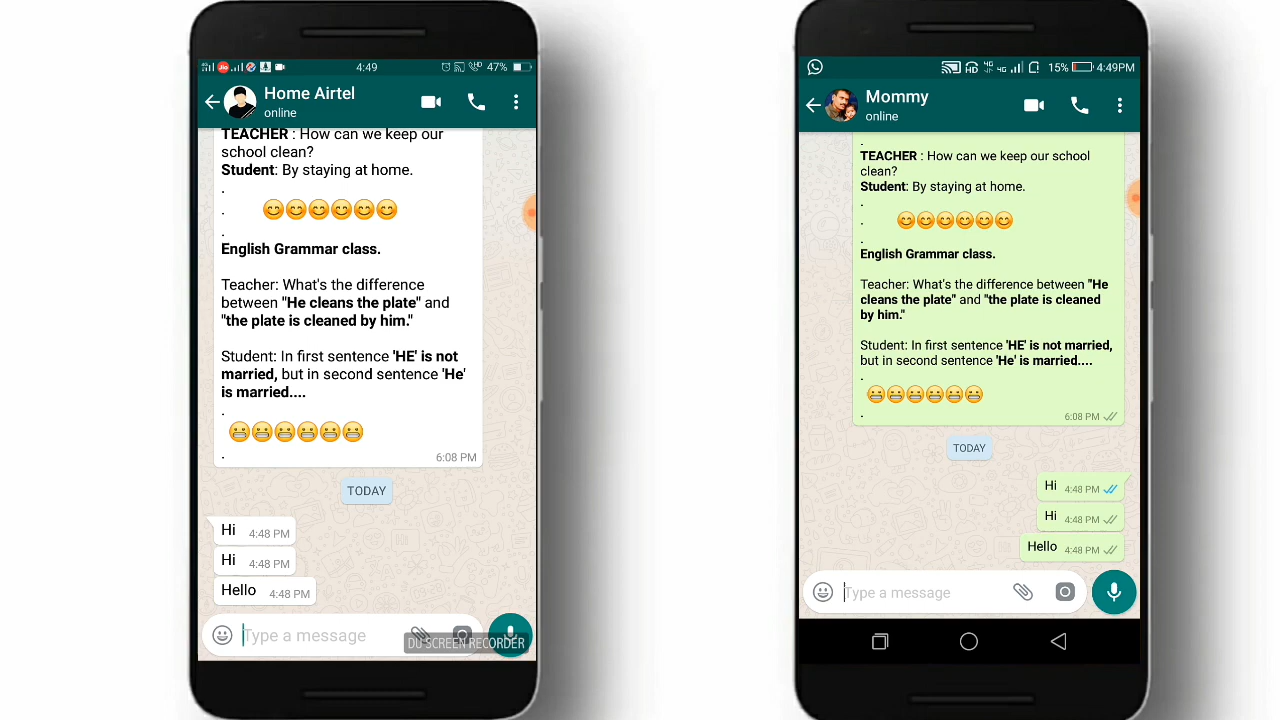 4:49
47%
Home Airtel
online
TEACHER : How can we keep our
school clean?
Student: By staying at home.
.
. 😊😊😊😊😊😊
.
English Grammar class.
Teacher: What's the difference
between "He cleans the plate" and
"the plate is cleaned by him."
Student: In first sentence 'HE' is not
married, but in second sentence 'He'
is married....
.
😬😬😬😬😬😬
.
6:08 PM
TODAY
Hi 4:48 PM
Hi 4:48 PM
Hello 4:48 PM
Type a message
DU SCREEN RECORDER
HD 4G 4G 15% 4:49PM
Mommy
online
.
TEACHER : How can we keep our school
clean?
Student: By staying at home.
.
. 😊😊😊😊😊😊
.
English Grammar class.
Teacher: What's the difference between "He
cleans the plate" and "the plate is cleaned
by him."
Student: In first sentence 'HE' is not married,
but in second sentence 'He' is married....
.
😬😬😬😬😬😬
.
6:08 PM
TODAY
Hi 4:48 PM
Hi 4:48 PM
Hello 4:48 PM
Type a message